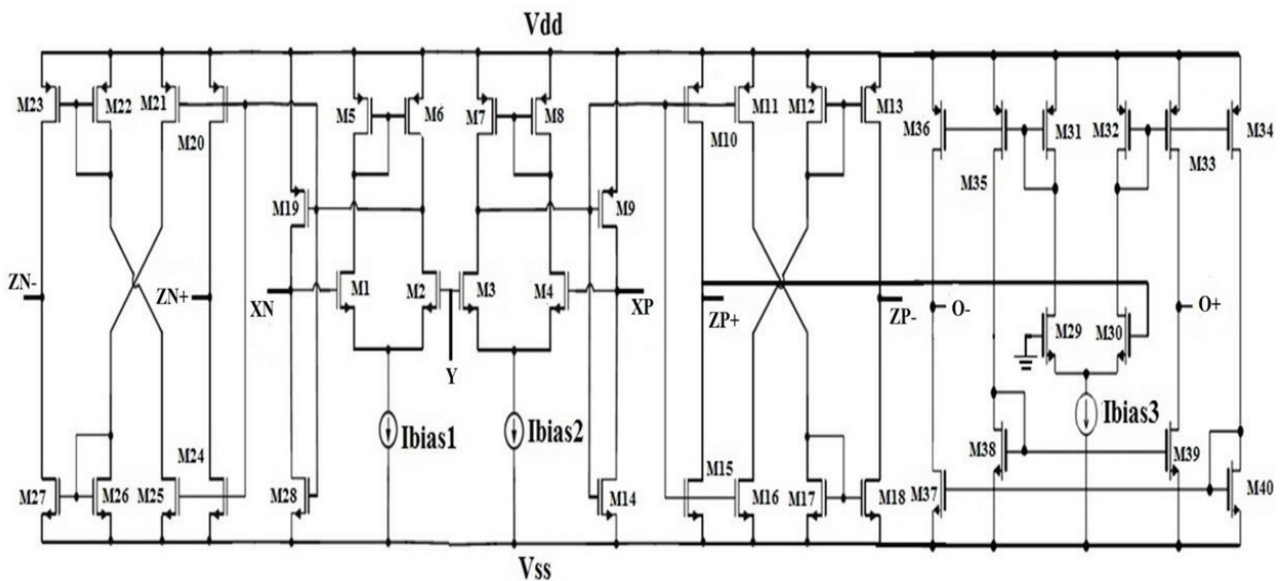 Vdd
M23
M22
M21
M20
M5
M6
M7
M8
M11
M10
M12
M13
M36
M35
M31
M32
M33
M34
M19
M9
ZN-
ZN+
XN
M1
M2
M3
M4
XP
Y
ZP+
ZP-
O-
M29
M30
O+
Ibias1
Ibias2
Ibias3
M27
M26
M25
M24
M28
M14
M15
M16
M17
M18
M37
M38
M39
M40
Vss